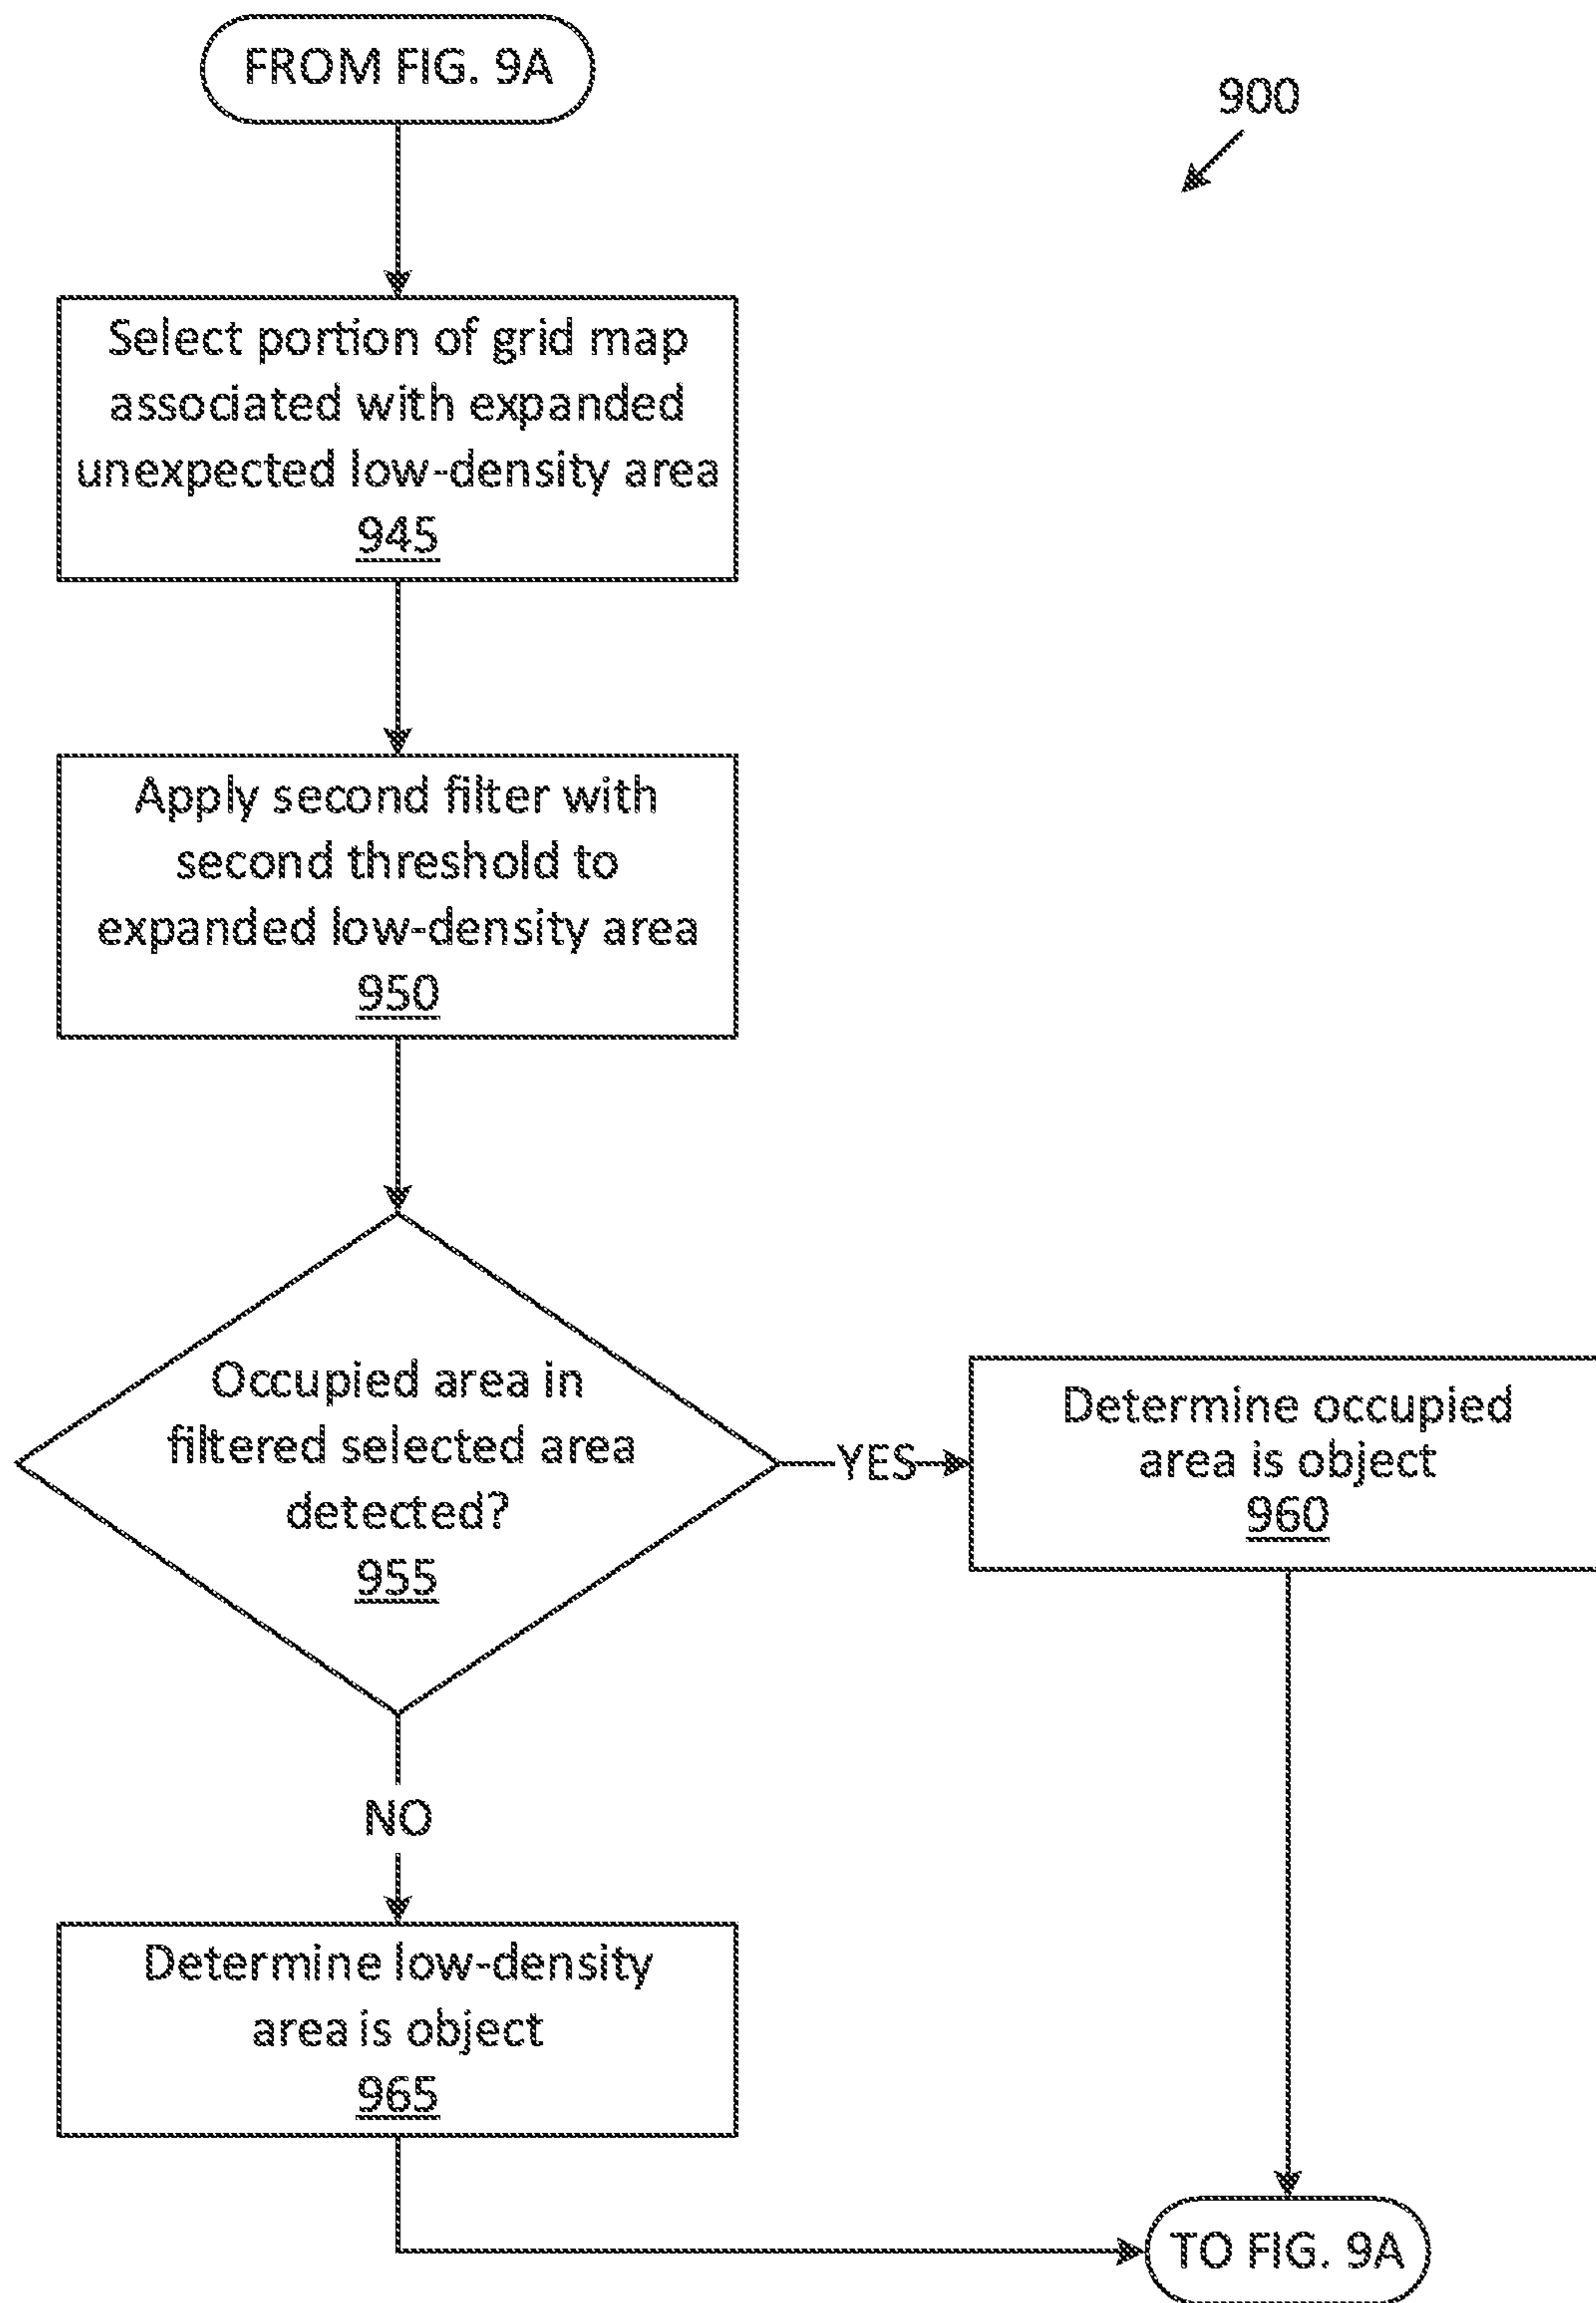 FROM FIG. 9A
900
Select portion of grid map
associated with expanded
unexpected low-density area
945
Apply second filter with
second threshold to
expanded low-density area
950
Occupied area in
filtered selected area
detected?
955
YES
Determine occupied
area is object
960
NO
Determine low-density
area is object
965
TO FIG. 9A